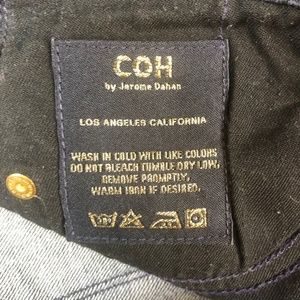 COH
by Jerome Dahan
LOS ANGELES CALIFORNIA
WASH IN COLD WITH LIKE COLORS
DO NOT BLEACH TUMBLE DRY LOW,
REMOVE PROMPTLY,
WARM IRON IF DESIRED.